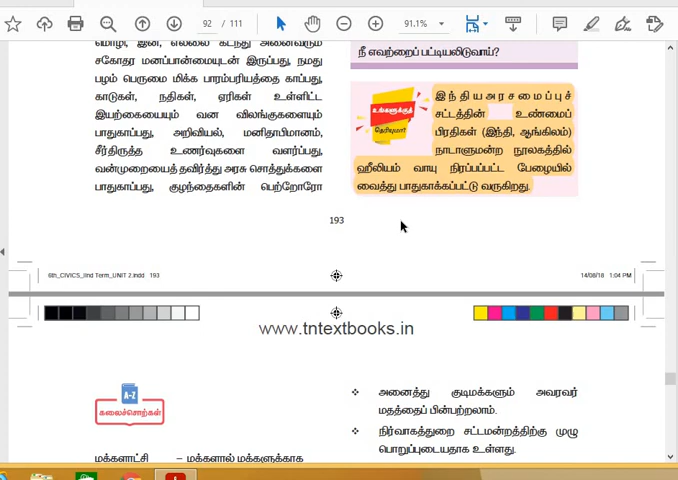 92 / 111
91.1%
மொழி, இன, எல்லை கடந்து அனைவரும்
சகோதர மனப்பான்மையுடன் இருப்பது, நமது
பழம் பெருமை மிக்க பாரம்பரியத்தை காப்பது,
காடுகள், நதிகள், ஏரிகள் உள்ளிட்ட
இயற்கையையும் வன விலங்குகளையும்
பாதுகாப்பது, அறிவியல், மனிதாபிமானம்,
சீர்திருத்த உணர்வுகளை வளர்ப்பது,
வன்முறையைத் தவிர்த்து அரசு சொத்துக்களை
பாதுகாப்பது, குழந்தைகளின் பெற்றோரோ
நீ எவற்றைப் பட்டியலிடுவாய்?
உங்களுக்குத்
தெரியுமா?
இந்தியஅரசமைப்புச்
சட்டத்தின் உண்மைப்
பிரதிகள் (இந்தி, ஆங்கிலம்)
நாடாளுமன்ற நூலகத்தில்
ஹீலியம் வாயு நிரப்பப்பட்ட பேழையில்
வைத்து பாதுகாக்கப்பட்டு வருகிறது.
193
6th_CIVICS_IInd Term_UNIT 2.indd 193
14/08/18 1:04 PM
www.tntextbooks.in
A-Z
கலைச்சொற்கள்
மக்களாட்சி – மக்களால் மக்களுக்காக
❖ அனைத்து குடிமக்களும் அவரவர்
மதத்தைப் பின்பற்றலாம்.
❖ நிர்வாகத்துறை சட்டமன்றத்திற்கு முழு
பொறுப்புடையதாக உள்ளது.